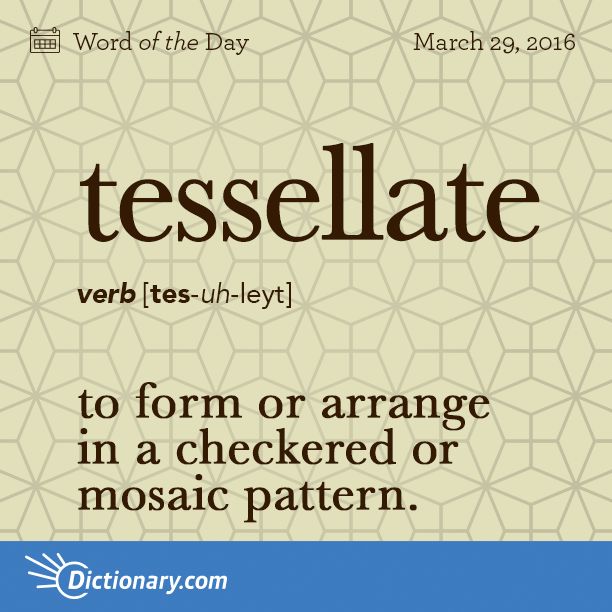 Word of the Day
March 29, 2016
tessellate
verb [tes-uh-leyt]
to form or arrange
in a checkered or
mosaic pattern.
Dictionary.com